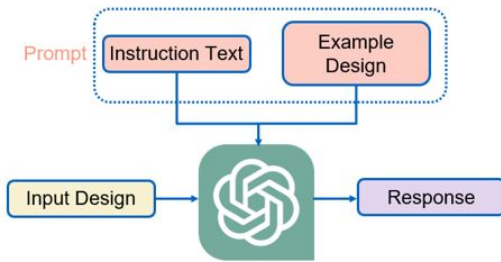 Prompt
Instruction Text
Example
Design
Input Design
Response